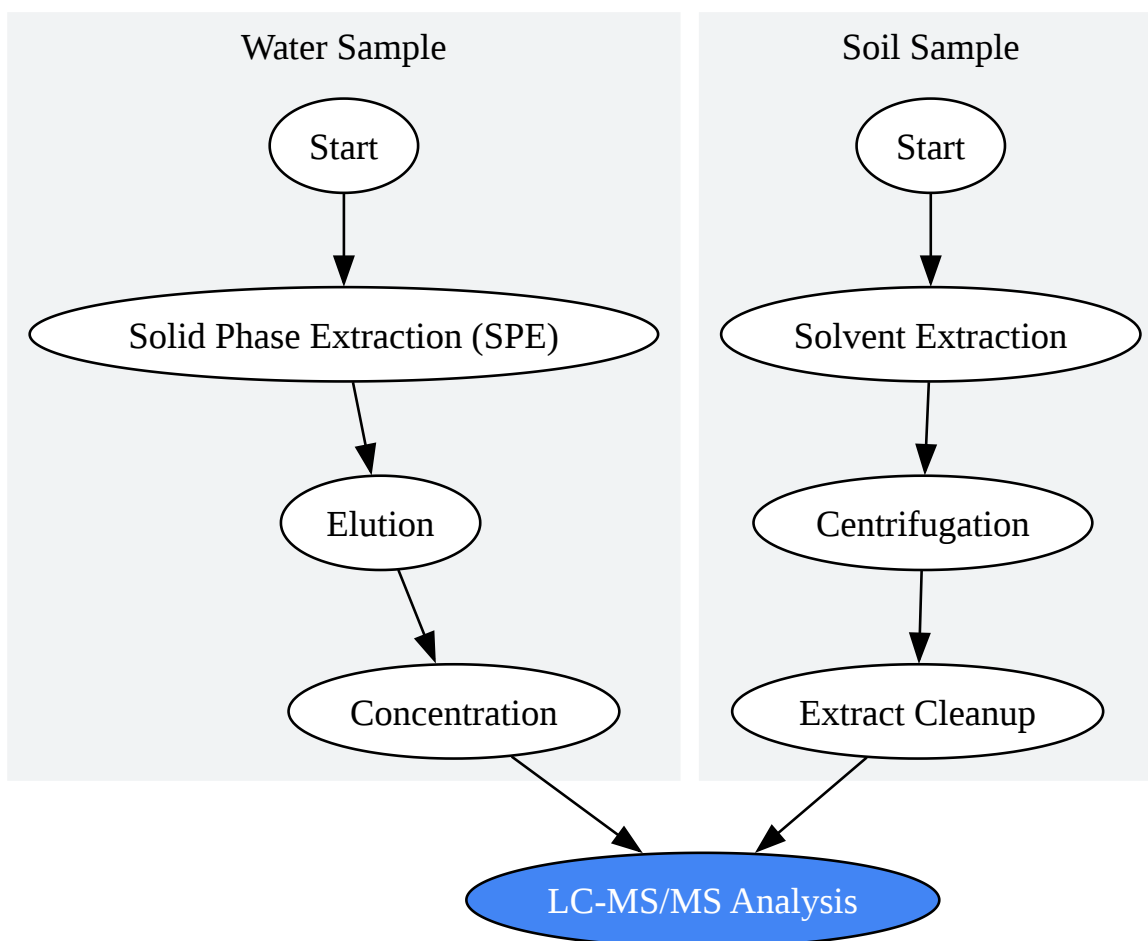 Water Sample
Start
Solid Phase Extraction (SPE)
Elution
Concentration
Soil Sample
Start
Solvent Extraction
Centrifugation
Extract Cleanup
LC-MS/MS Analysis